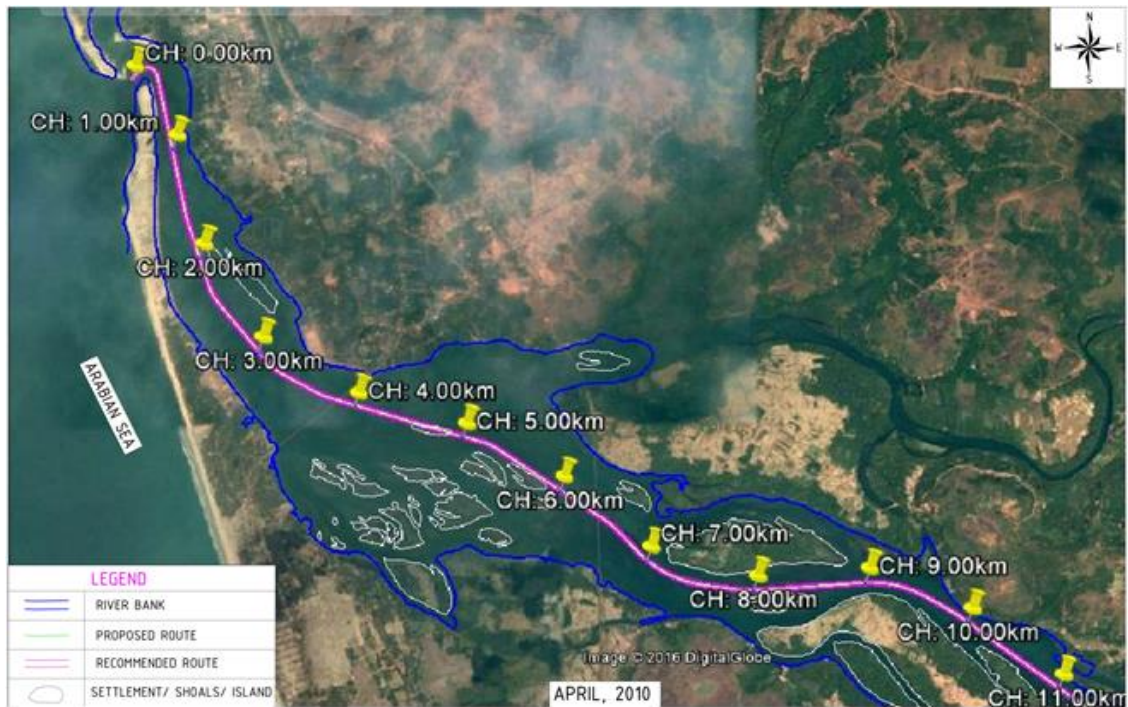 N
W E
S
CH: 0.00km
CH: 1.00km
CH: 2.00km
CH: 3.00km
CH: 4.00km
CH: 5.00km
CH: 6.00km
CH: 7.00km
CH: 8.00km
CH: 9.00km
CH: 10.00km
CH: 11.00km
ARABIAN SEA
LEGEND
RIVER BANK
PROPOSED ROUTE
RECOMMENDED ROUTE
SETTLEMENT/ SHOALS/ ISLAND
Image © 2016 DigitalGlobe
APRIL, 2010